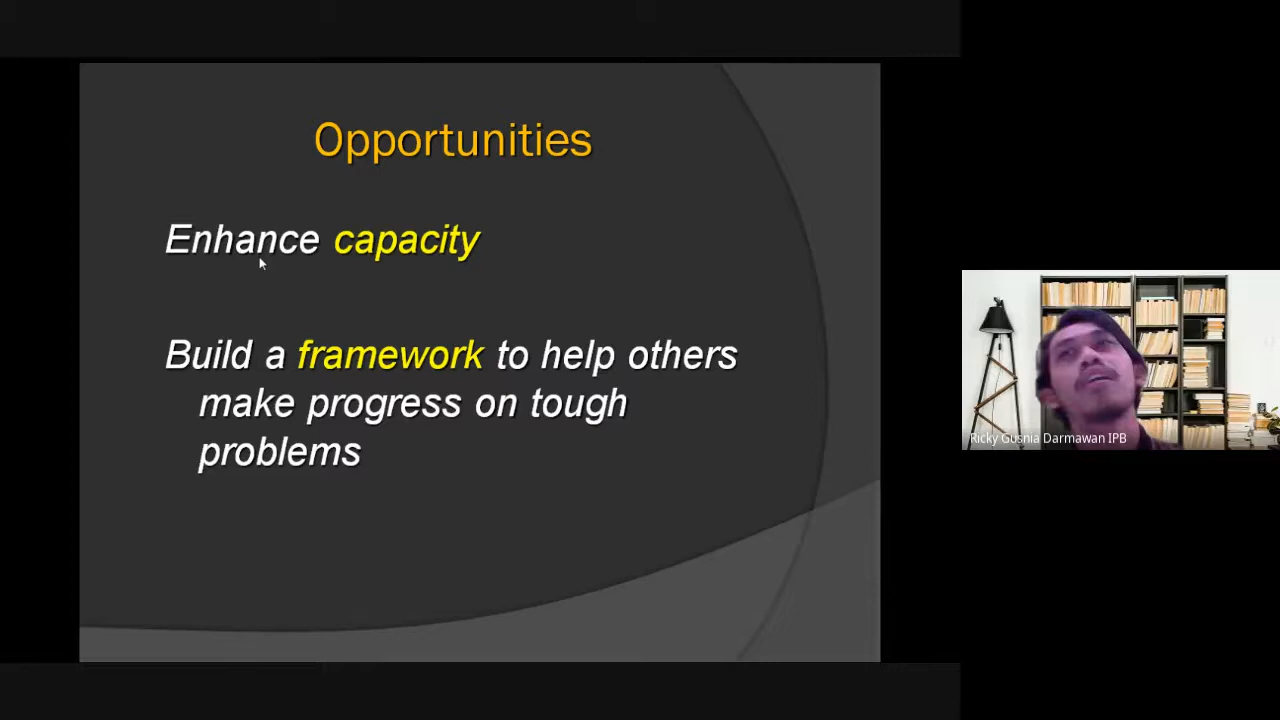 Opportunities
Enhance capacity
Build a framework to help others
make progress on tough
problems
Ricky Gusnia Darmawan IPB